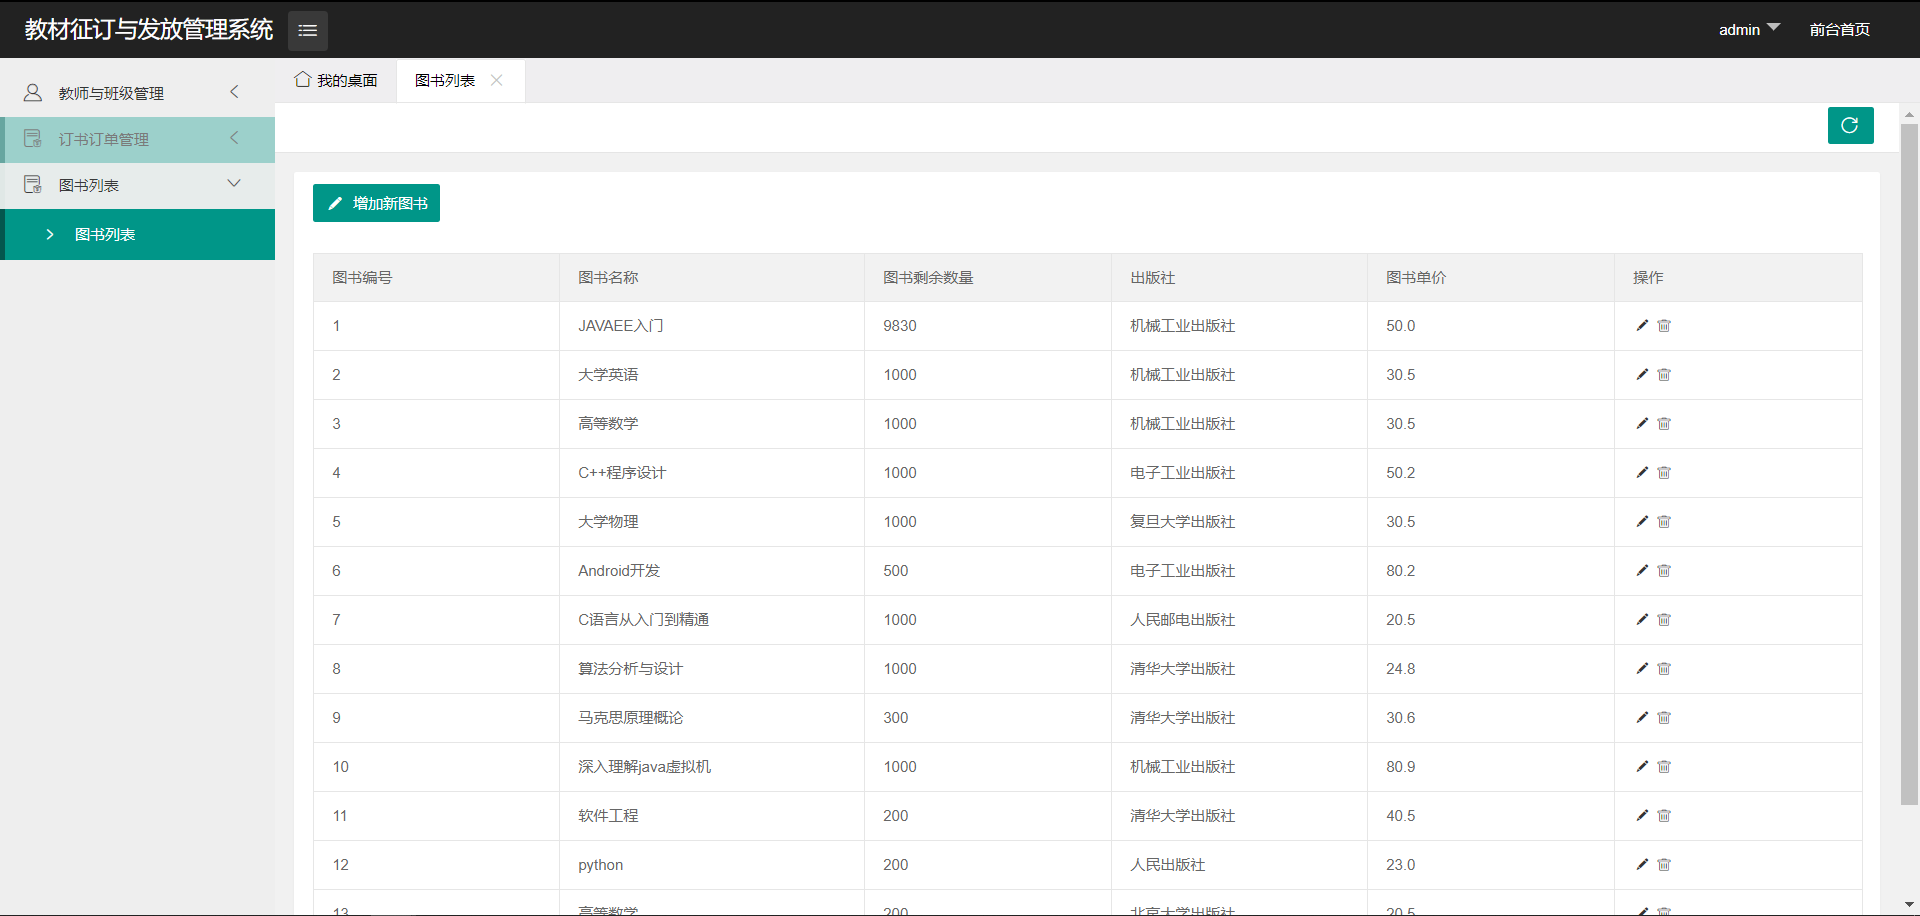 教材征订与发放管理系统 admin 前台首页
我的桌面 图书列表
教师与班级管理
订书订单管理
图书列表
图书列表
增加新图书
图书编号 图书名称 图书剩余数量 出版社 图书单价 操作
1 JAVAEE入门 9830 机械工业出版社 50.0
2 大学英语 1000 机械工业出版社 30.5
3 高等数学 1000 机械工业出版社 30.5
4 C++程序设计 1000 电子工业出版社 50.2
5 大学物理 1000 复旦大学出版社 30.5
6 Android开发 500 电子工业出版社 80.2
7 C语言从入门到精通 1000 人民邮电出版社 20.5
8 算法分析与设计 1000 清华大学出版社 24.8
9 马克思原理概论 300 清华大学出版社 30.6
10 深入理解java虚拟机 1000 机械工业出版社 80.9
11 软件工程 200 清华大学出版社 40.5
12 python 200 人民出版社 23.0
13 高等数学 200 北京大学出版社 20.5